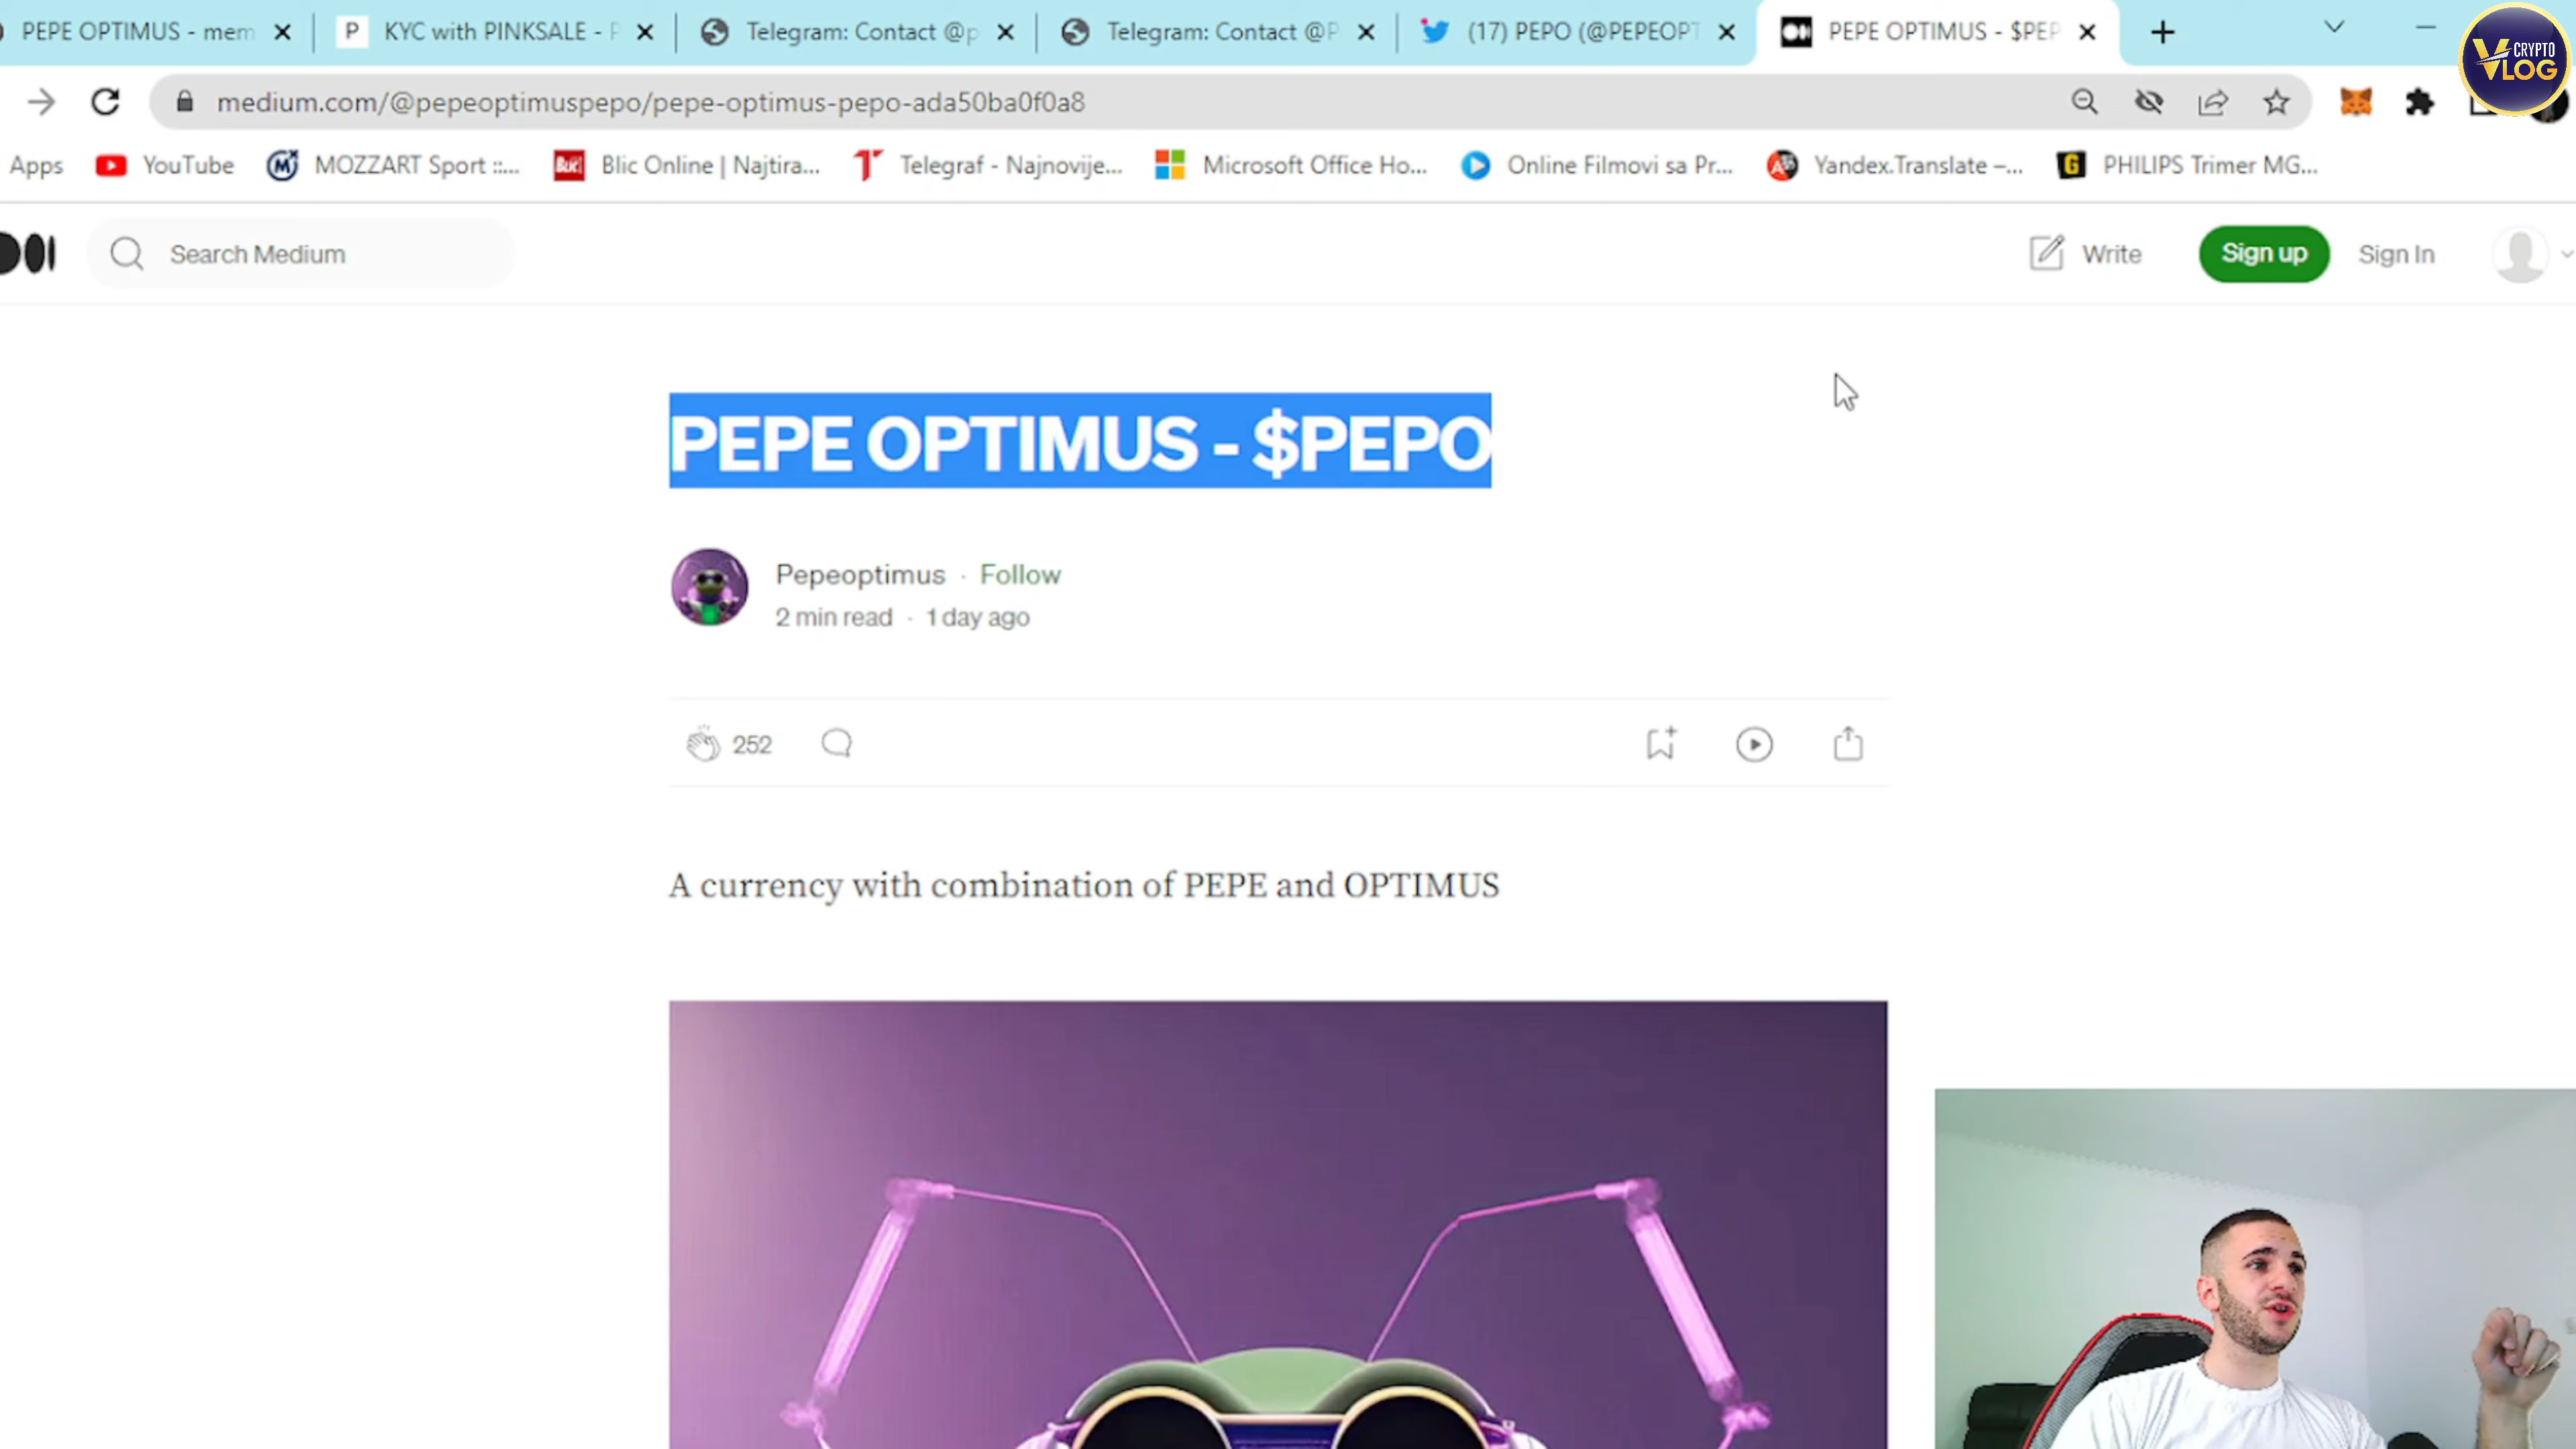 PEPE OPTIMUS - mem
KYC with PINKSALE - P
Telegram: Contact @p
Telegram: Contact @P
(17) PEPO (@PEPEOPT
PEPE OPTIMUS - $PEP
CRYPTO
VLOG
medium.com/@pepeoptimuspepo/pepe-optimus-pepo-ada50ba0f0a8
Apps
YouTube
MOZZART Sport ::...
Blic Online | Najtira...
Telegraf - Najnovije...
Microsoft Office Ho...
Online Filmovi sa Pr...
Yandex.Translate –...
PHILIPS Trimer MG...
Search Medium
Write
Sign up
Sign In
PEPE OPTIMUS - $PEPO
Pepeoptimus · Follow
2 min read · 1 day ago
252
A currency with combination of PEPE and OPTIMUS